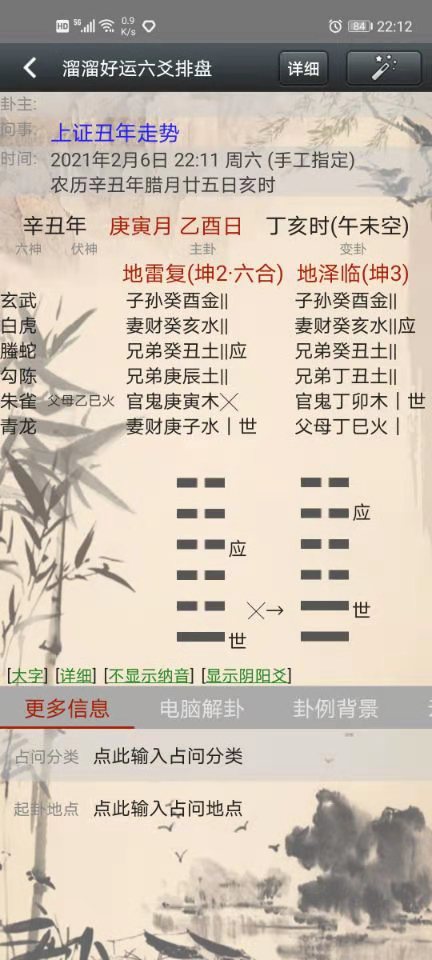 HD 5G 0.9 K/s 84 22:12
溜溜好运六爻排盘 详细
卦主:
问事: 上证丑年走势
时间: 2021年2月6日 22:11 周六 (手工指定)
农历辛丑年腊月廿五日亥时
辛丑年 庚寅月 乙酉日 丁亥时(午未空)
六神 伏神 主卦 变卦
地雷复(坤2·六合) 地泽临(坤3)
玄武 子孙癸酉金|| 子孙癸酉金||
白虎 妻财癸亥水|| 妻财癸亥水||应
螣蛇 兄弟癸丑土||应 兄弟癸丑土||
勾陈 兄弟庚辰土|| 兄弟丁丑土||
朱雀 父母乙巳火 官鬼庚寅木╳ 官鬼丁卯木|世
青龙 妻财庚子水|世 父母丁巳火|
应
应
╳→ 世
世
[大字] [详细] [不显示纳音] [显示阴阳爻]
更多信息 电脑解卦 卦例背景
占问分类 点此输入占问分类
起卦地点 点此输入占问地点